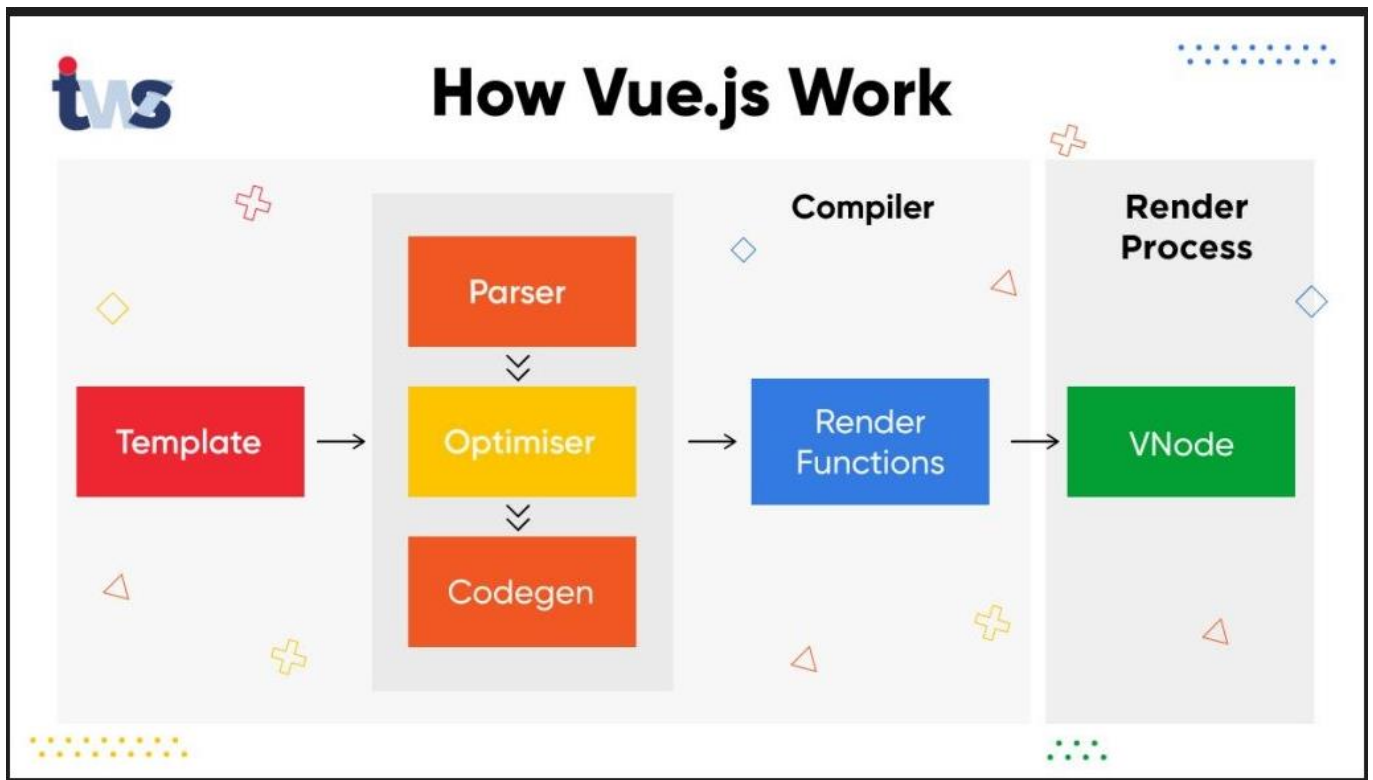 tws
How Vue.js Work
Compiler
Render
Process
Parser
Template
Optimiser
Render
Functions
VNode
Codegen